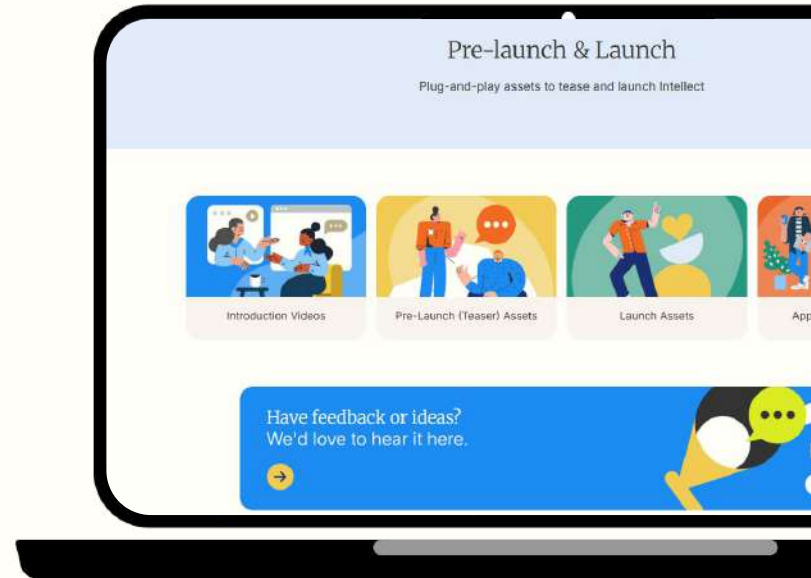 Pre-launch & Launch
Plug-and-play assets to tease and launch Intellect
Introduction Videos
Pre-Launch (Teaser) Assets
Launch Assets
App
Have feedback or ideas?
We'd love to hear it here.